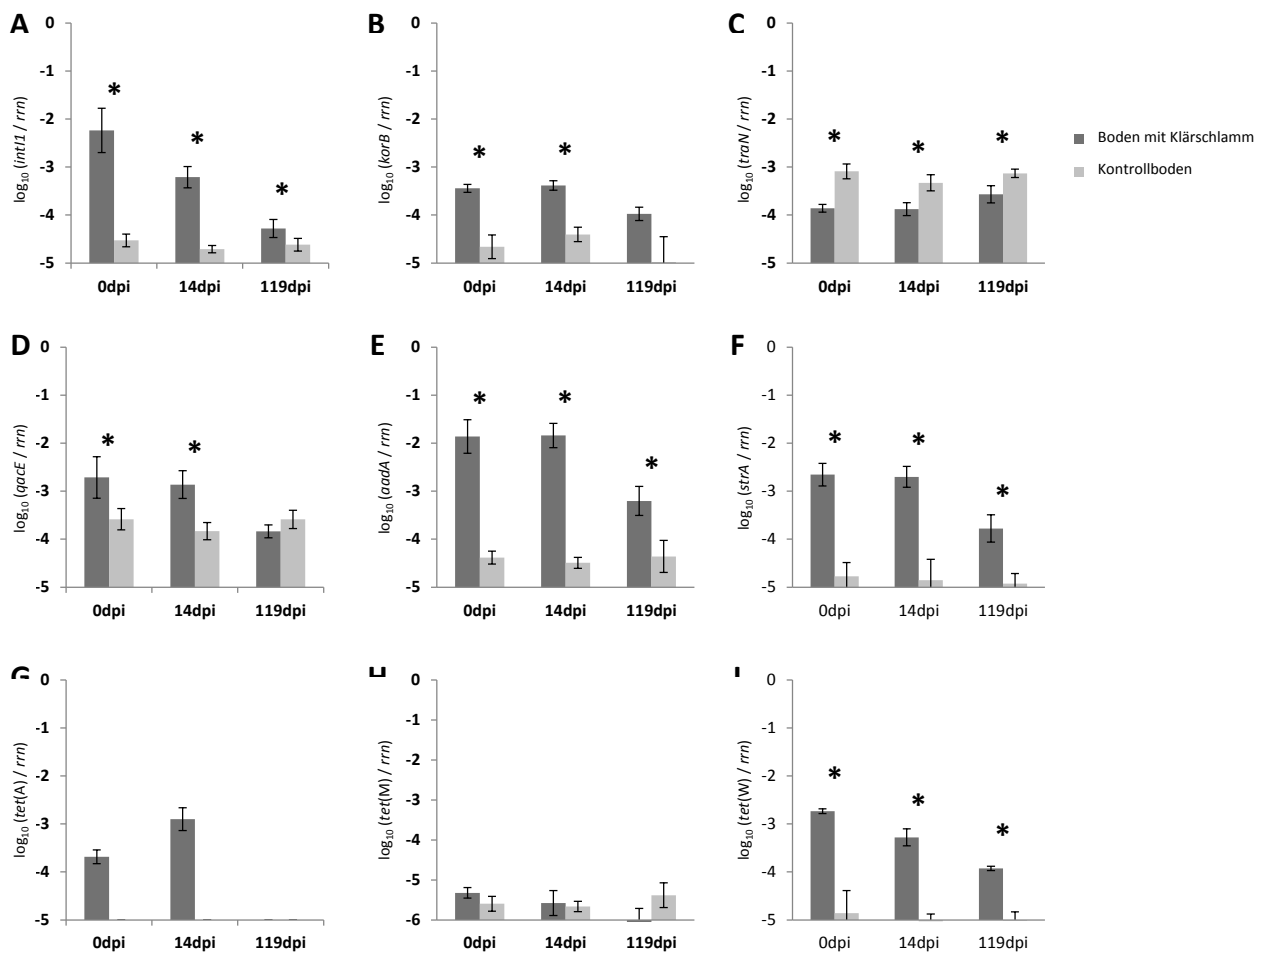 A
0
-1
-2
-3
-4
-5
log10 (intI1 / rrn)
*
*
*
0dpi 14dpi 119dpi
B
0
-1
-2
-3
-4
-5
log10 (korB / rrn)
*
*
0dpi 14dpi 119dpi
C
0
-1
-2
-3
-4
-5
log10 (traN / rrn)
*
*
*
0dpi 14dpi 119dpi
Boden mit Klärschlamm
Kontrollboden
D
0
-1
-2
-3
-4
-5
log10 (qacE / rrn)
*
*
0dpi 14dpi 119dpi
E
0
-1
-2
-3
-4
-5
log10 (aadA / rrn)
*
*
*
0dpi 14dpi 119dpi
F
0
-1
-2
-3
-4
-5
log10 (strA / rrn)
*
*
*
0dpi 14dpi 119dpi
G
0
-1
-2
-3
-4
-5
log10 (tet(A) / rrn)
0dpi 14dpi 119dpi
H
0
-1
-2
-3
-4
-5
-6
log10 (tet(M) / rrn)
0dpi 14dpi 119dpi
I
0
-1
-2
-3
-4
-5
log10 (tet(W) / rrn)
*
*
*
0dpi 14dpi 119dpi